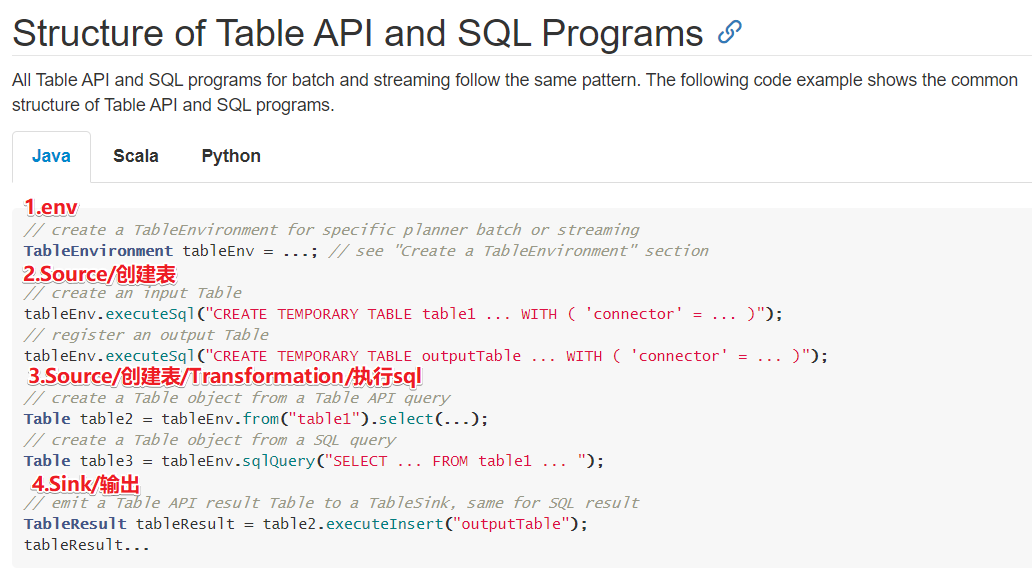 Structure of Table API and SQL Programs
All Table API and SQL programs for batch and streaming follow the same pattern. The following code example shows the common
structure of Table API and SQL programs.
Java Scala Python
1.env
// create a TableEnvironment for specific planner batch or streaming
TableEnvironment tableEnv = ...; // see "Create a TableEnvironment" section
2.Source/创建表
// create an input Table
tableEnv.executeSql("CREATE TEMPORARY TABLE table1 ... WITH ( 'connector' = ... )");
// register an output Table
tableEnv.executeSql("CREATE TEMPORARY TABLE outputTable ... WITH ( 'connector' = ... )");
3.Source/创建表/Transformation/执行sql
// create a Table object from a Table API query
Table table2 = tableEnv.from("table1").select(...);
// create a Table object from a SQL query
Table table3 = tableEnv.sqlQuery("SELECT ... FROM table1 ... ");
4.Sink/输出
// emit a Table API result Table to a TableSink, same for SQL result
TableResult tableResult = table2.executeInsert("outputTable");
tableResult...